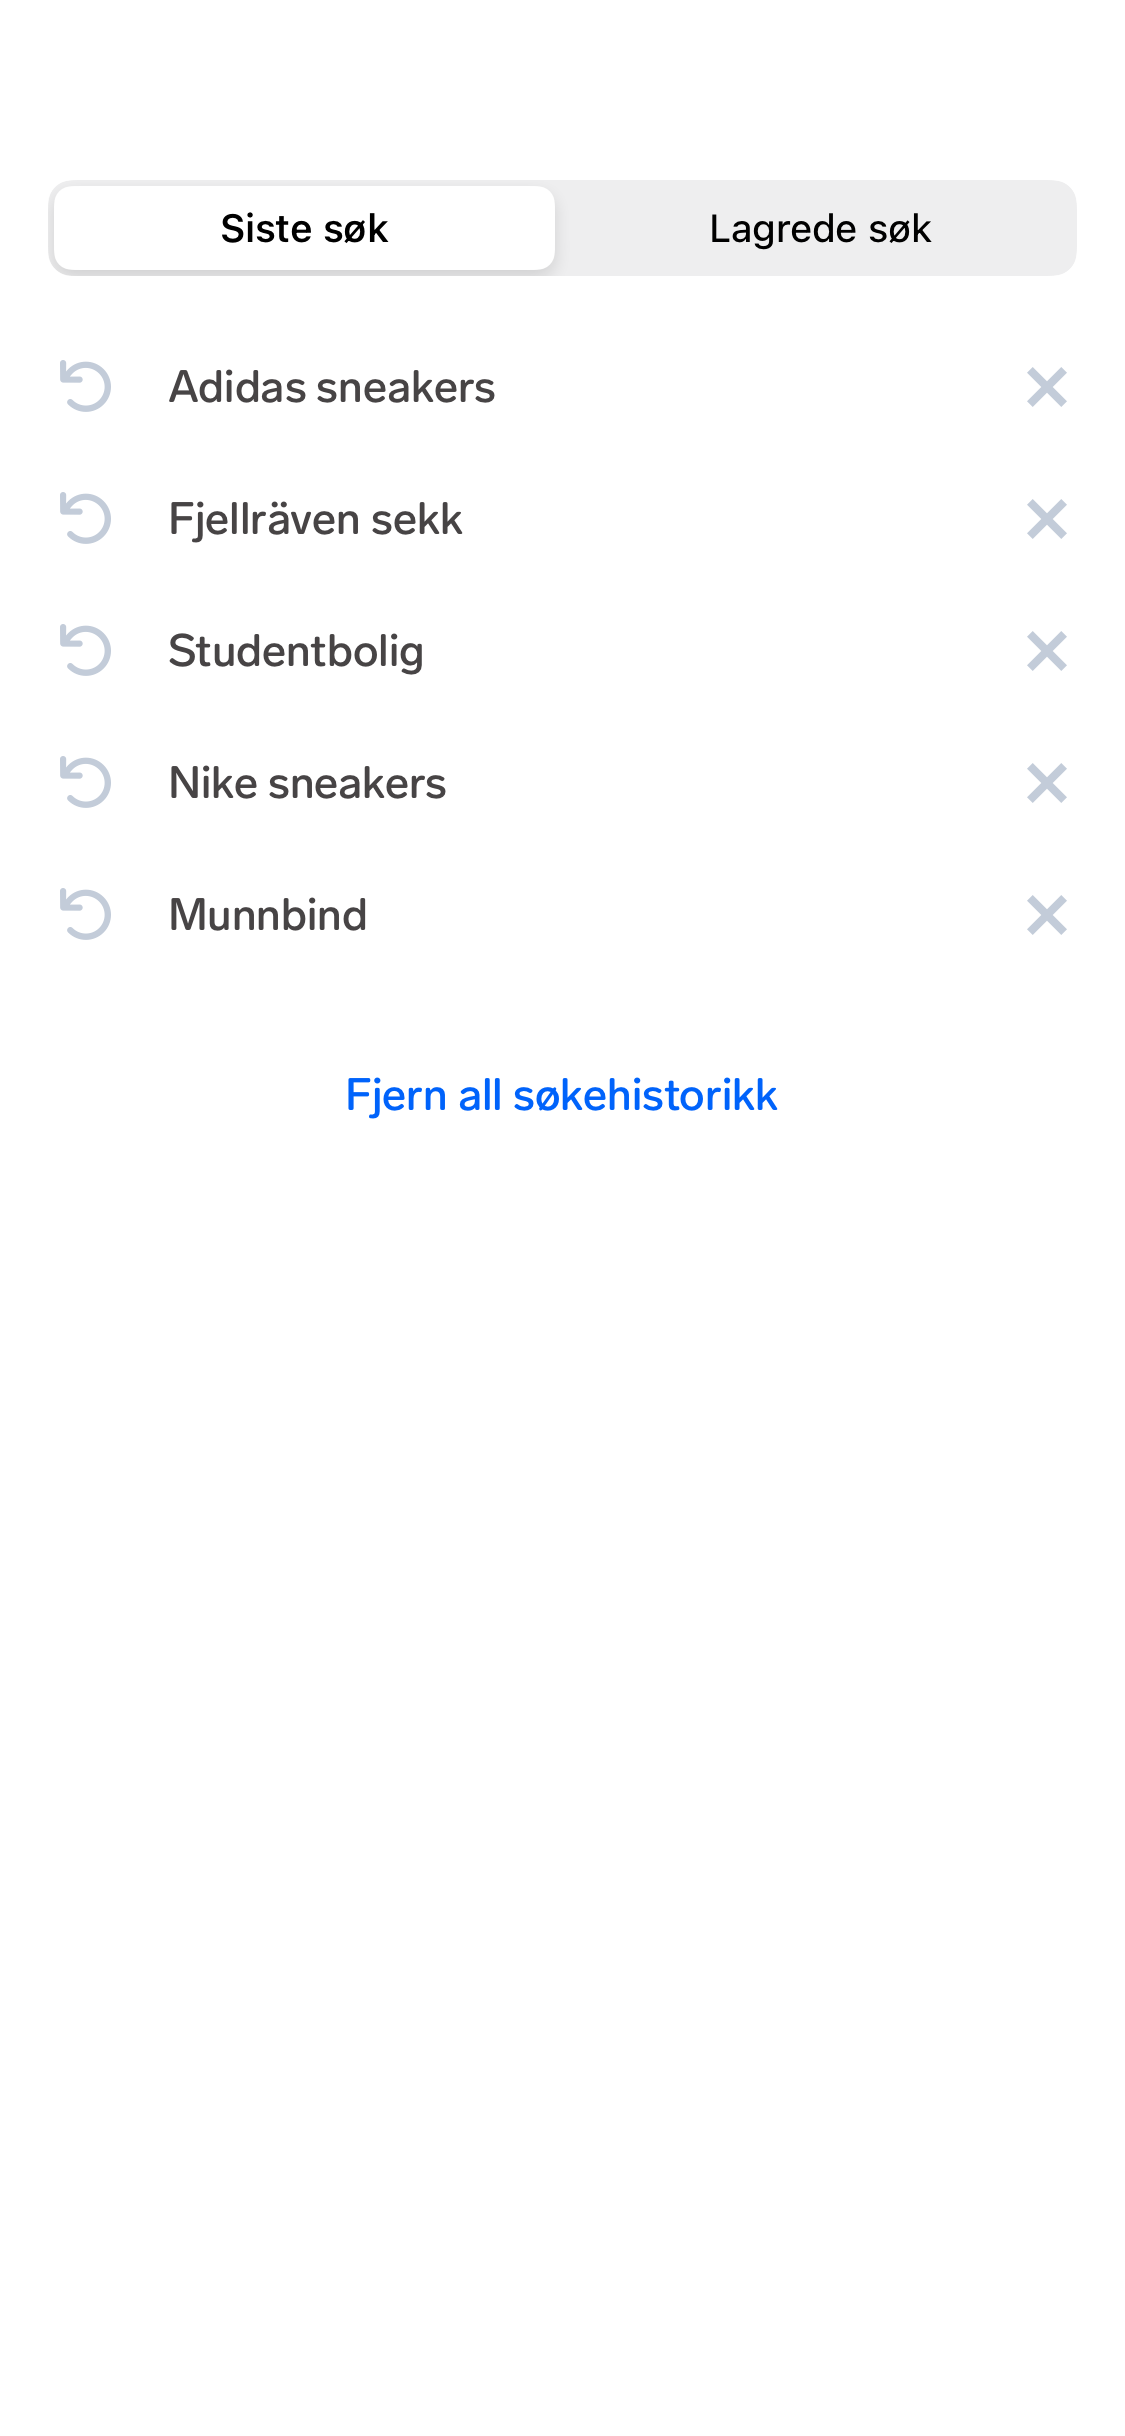 Siste søk
Lagrede søk
Adidas sneakers
Fjellräven sekk
Studentbolig
Nike sneakers
Munnbind
Fjern all søkehistorikk